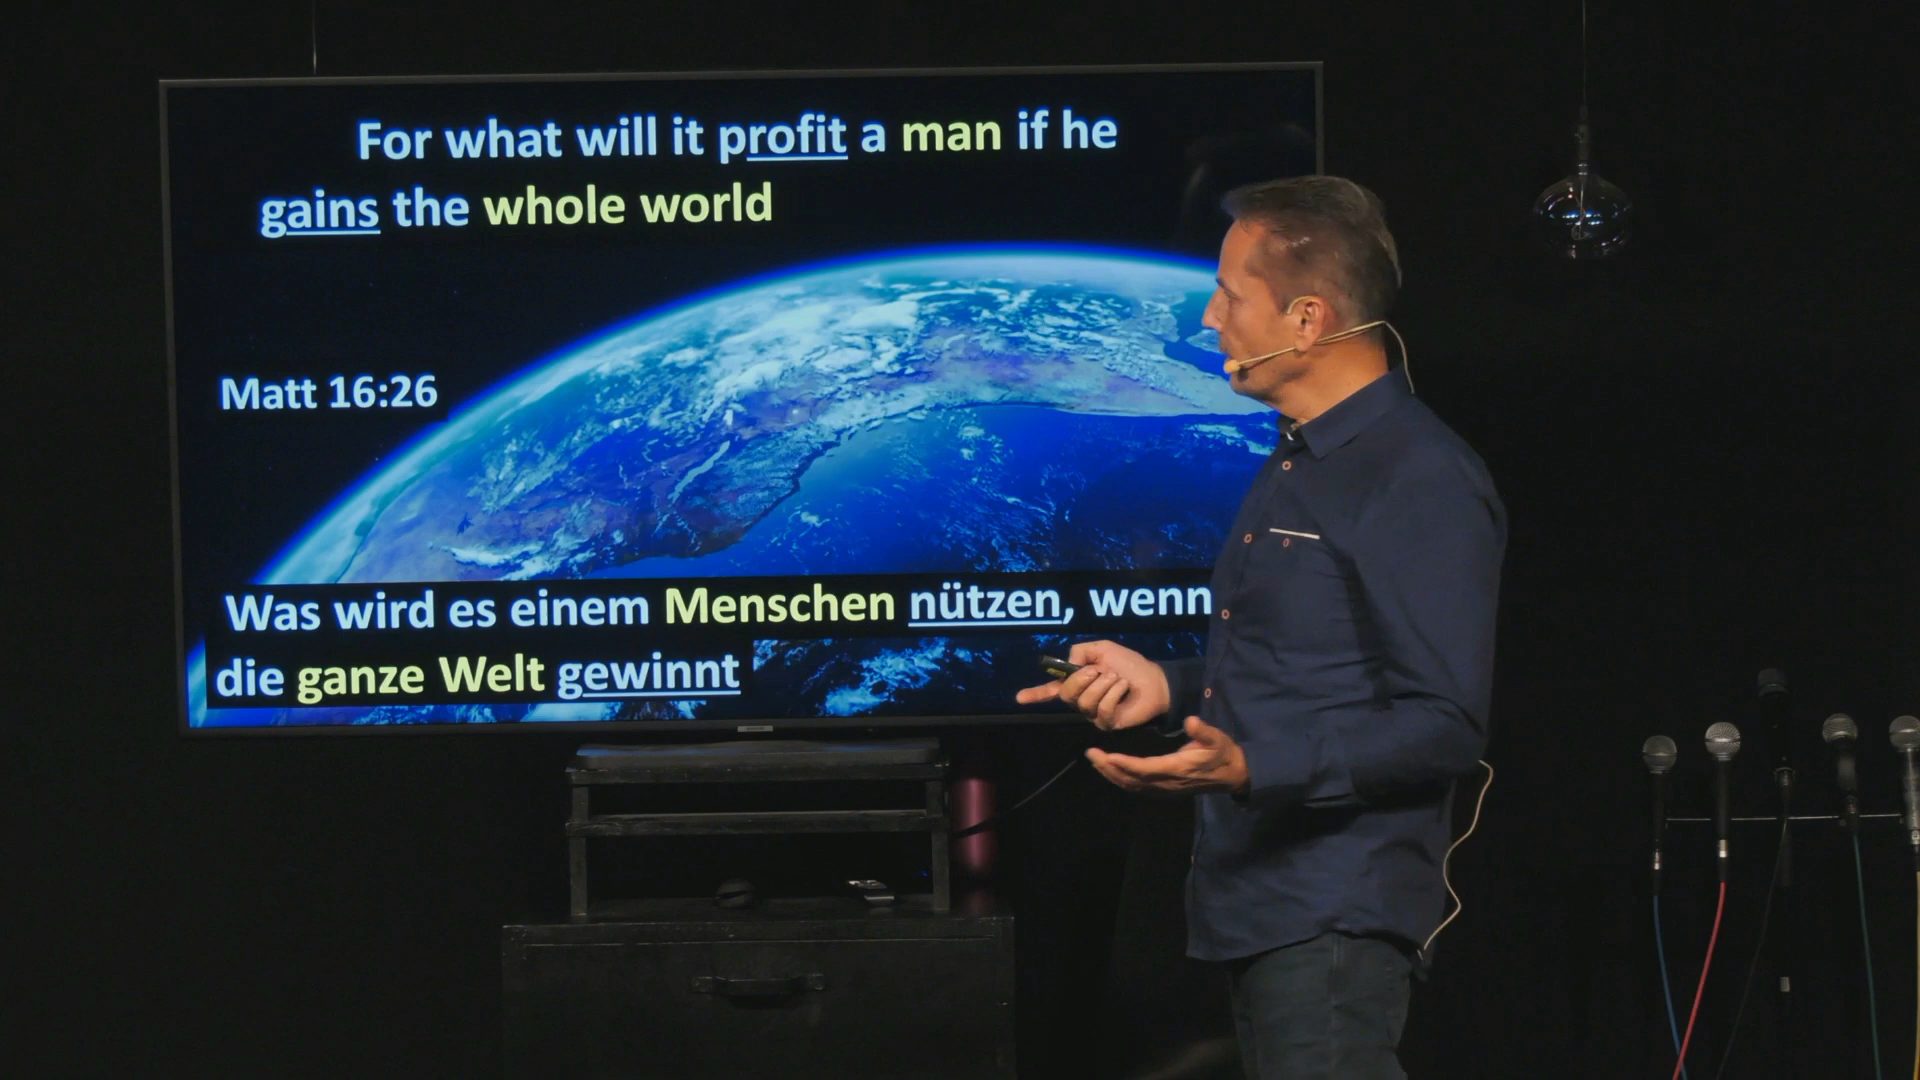 For what will it profit a man if he
gains the whole world
Matt 16:26
Was wird es einem Menschen nützen, wenn
die ganze Welt gewinnt